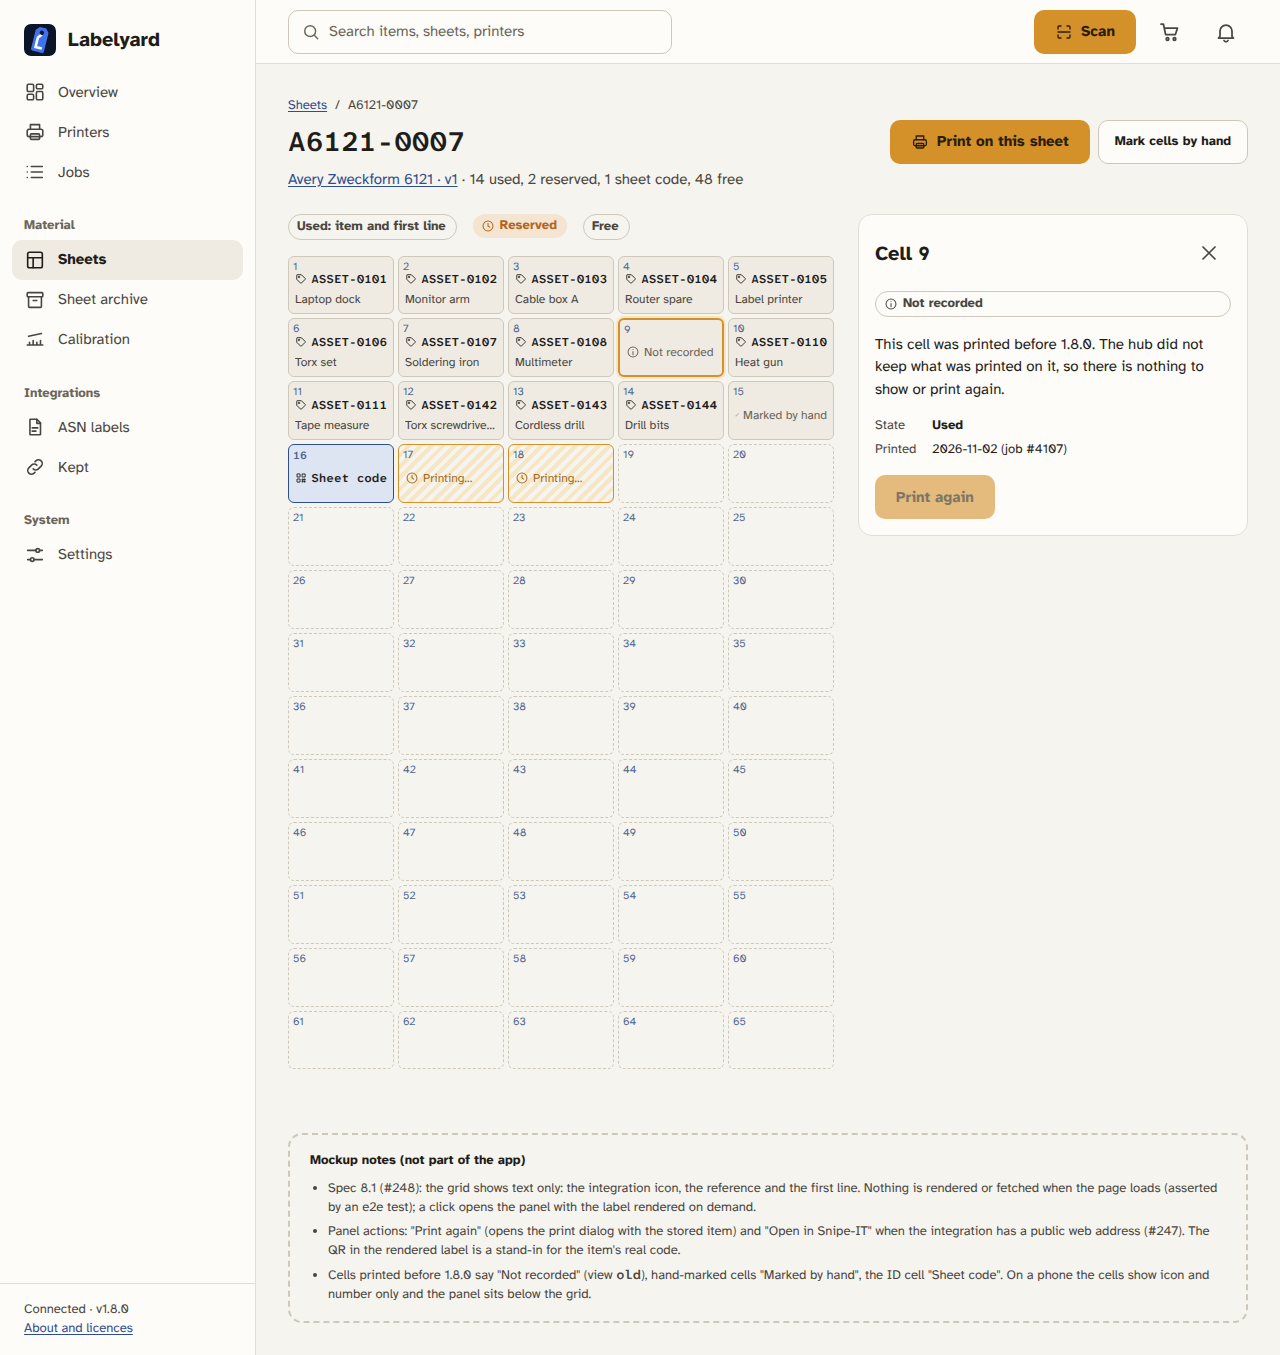 Labelyard
Search items, sheets, printers
Scan
Overview
Printers
Jobs
Material
Sheets
Sheet archive
Calibration
Integrations
ASN labels
Kept
System
Settings
Connected · v1.8.0
About and licences
Sheets / A6121-0007
A6121-0007
Print on this sheet
Mark cells by hand
Avery Zweckform 6121 · v1 · 14 used, 2 reserved, 1 sheet code, 48 free
Used: item and first line
Reserved
Free
1 2 3 4 5
ASSET-0101 ASSET-0102 ASSET-0103 ASSET-0104 ASSET-0105
Laptop dock Monitor arm Cable box A Router spare Label printer
6 7 8 9 10
ASSET-0106 ASSET-0107 ASSET-0108 Not recorded ASSET-0110
Torx set Soldering iron Multimeter Heat gun
11 12 13 14 15
ASSET-0111 ASSET-0142 ASSET-0143 ASSET-0144 Marked by hand
Tape measure Torx screwdrive... Cordless drill Drill bits
16 17 18 19 20
Sheet code Printing... Printing...
21 22 23 24 25
26 27 28 29 30
31 32 33 34 35
36 37 38 39 40
41 42 43 44 45
46 47 48 49 50
51 52 53 54 55
56 57 58 59 60
61 62 63 64 65
Cell 9
Not recorded
This cell was printed before 1.8.0. The hub did not
keep what was printed on it, so there is nothing to
show or print again.
State Used
Printed 2026-11-02 (job #4107)
Print again
Mockup notes (not part of the app)
• Spec 8.1 (#248): the grid shows text only: the integration icon, the reference and the first line. Nothing is rendered or fetched when the page loads (asserted
by an e2e test); a click opens the panel with the label rendered on demand.
• Panel actions: "Print again" (opens the print dialog with the stored item) and "Open in Snipe-IT" when the integration has a public web address (#247). The
QR in the rendered label is a stand-in for the item's real code.
• Cells printed before 1.8.0 say "Not recorded" (view old), hand-marked cells "Marked by hand", the ID cell "Sheet code". On a phone the cells show icon and
number only and the panel sits below the grid.